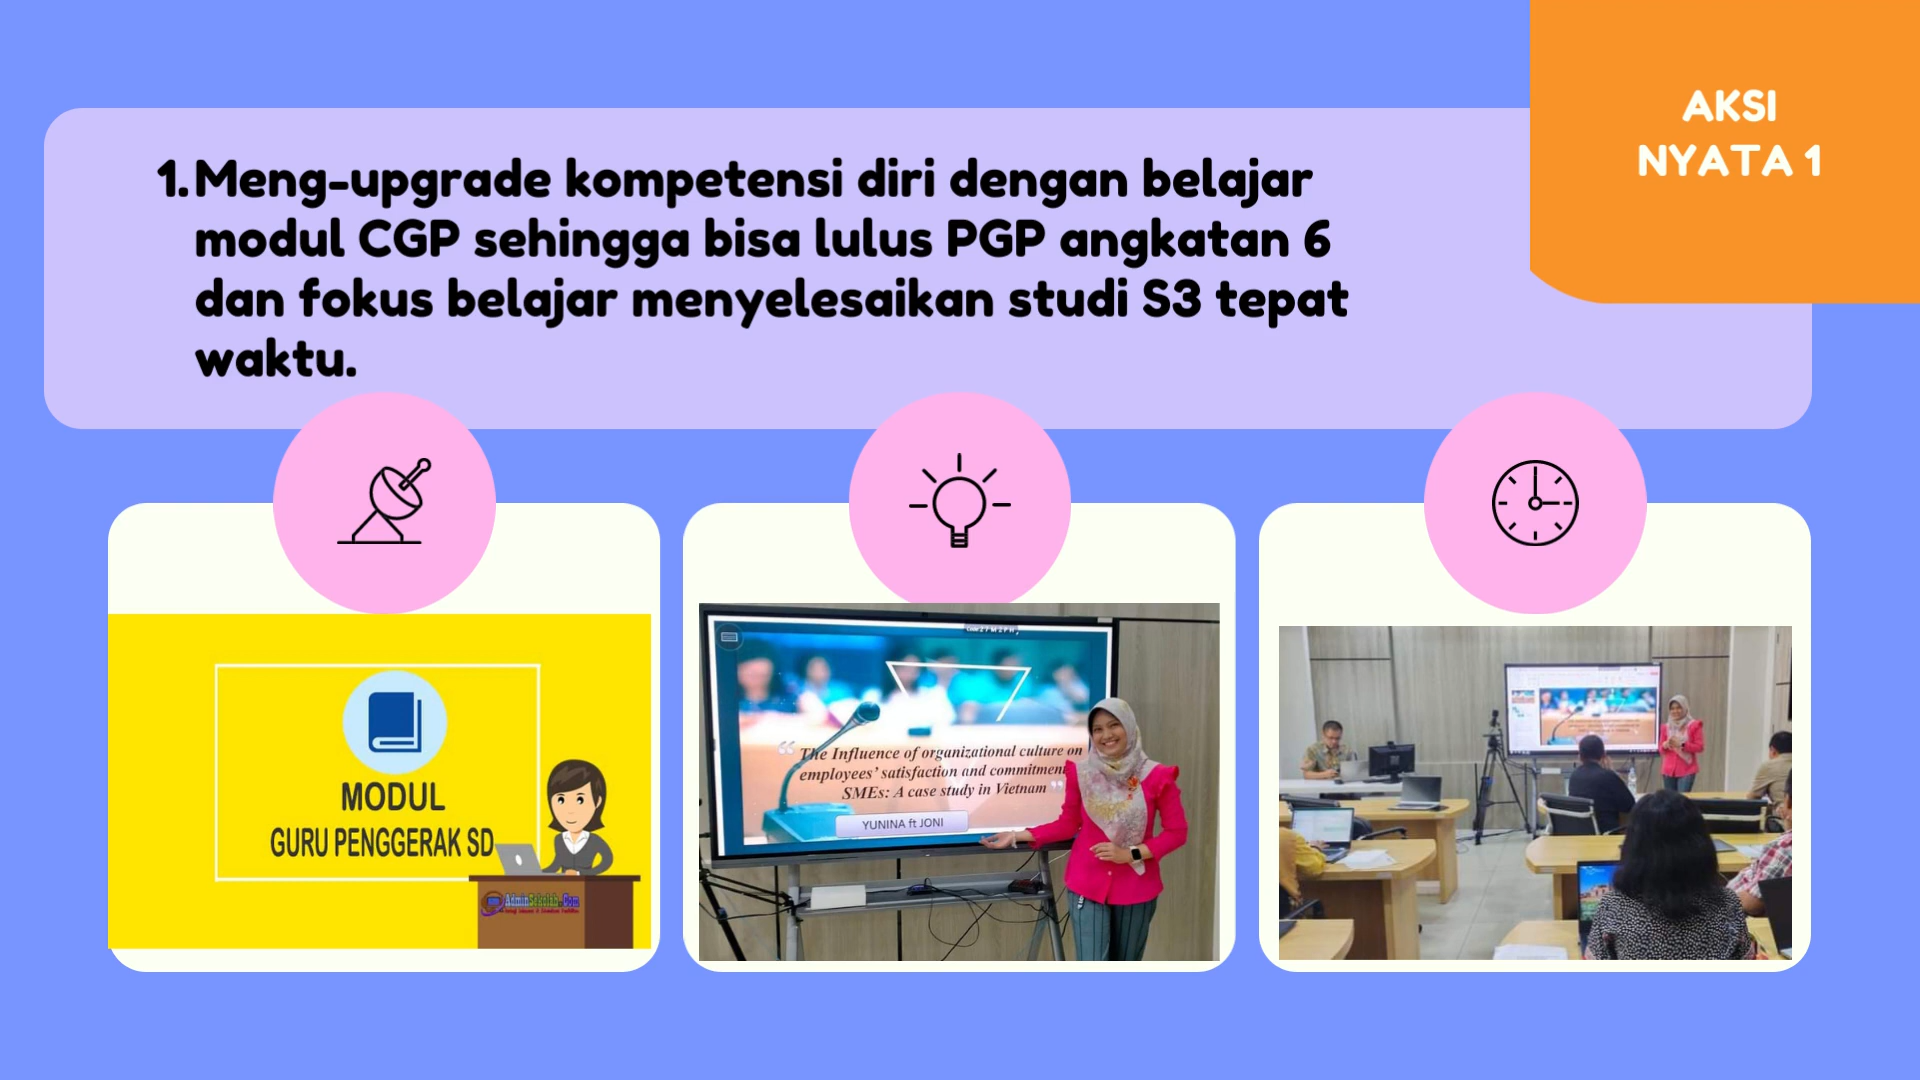 AKSI
NYATA 1
1. Meng-upgrade kompetensi diri dengan belajar
modul CGP sehingga bisa lulus PGP angkatan 6
dan fokus belajar menyelesaikan studi S3 tepat
waktu.
MODUL
GURU PENGGERAK SD
AdminSekolah.Com
“ The Influence of organizational culture on
employees’ satisfaction and commitment
SMEs: A case study in Vietnam ”
YUNINA ft JONI